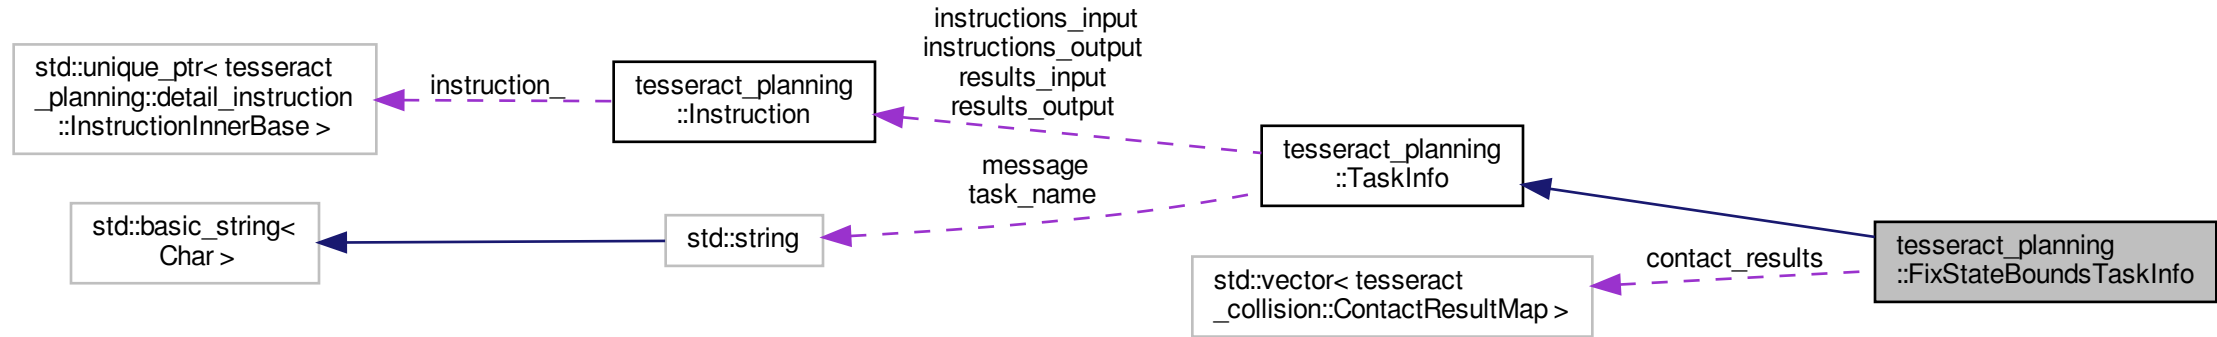 std::unique_ptr< tesseract
_planning::detail_instruction
::InstructionInnerBase >
instruction_
tesseract_planning
::Instruction
instructions_input
instructions_output
results_input
results_output
message
task_name
tesseract_planning
::TaskInfo
std::basic_string<
Char >
std::string
std::vector< tesseract
_collision::ContactResultMap >
contact_results
tesseract_planning
::FixStateBoundsTaskInfo